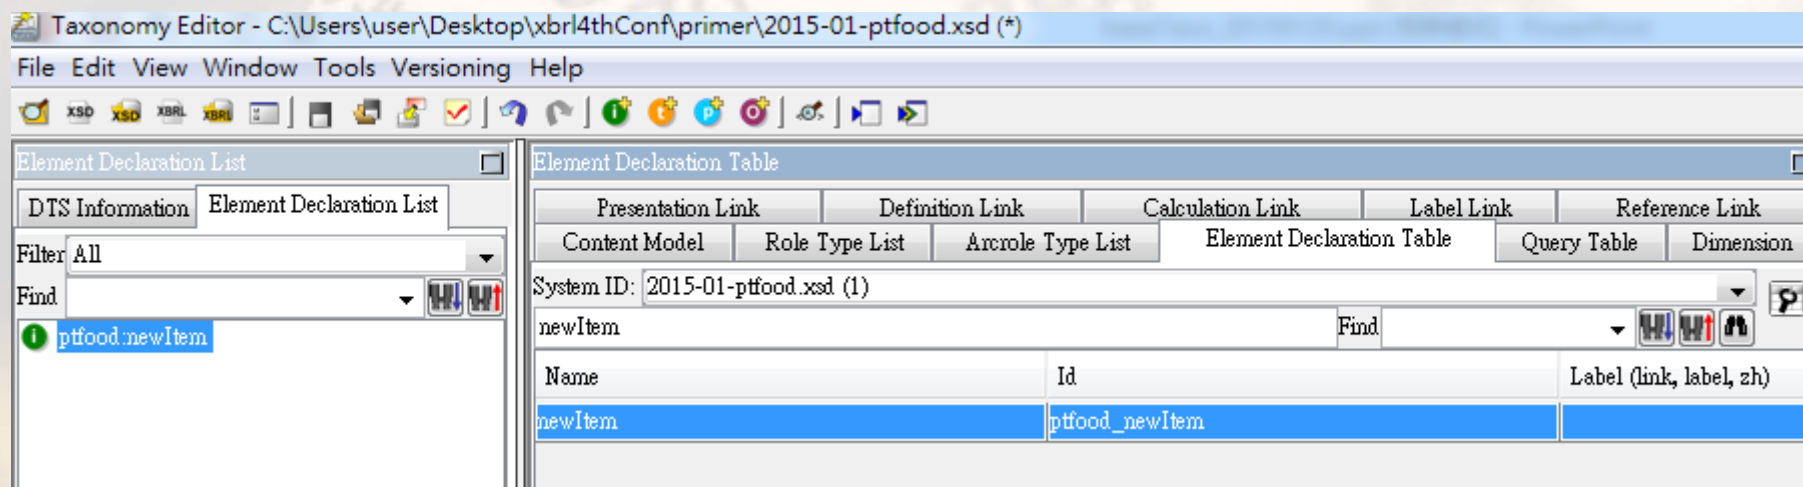 Taxonomy Editor - C:\Users\user\Desktop\xbrl4thConf\primer\2015-01-ptfood.xsd (*)
File Edit View Window Tools Versioning Help
XSD XSD XBRL XBRL i t p o
Element Declaration List
DTS Information Element Declaration List
Filter All
Find
i ptfood:newItem
Element Declaration Table
Presentation Link Definition Link Calculation Link Label Link Reference Link
Content Model Role Type List Arcrole Type List Element Declaration Table Query Table Dimension
System ID: 2015-01-ptfood.xsd (1)
newItem Find
Name Id Label (link, label, zh)
newItem ptfood_newItem